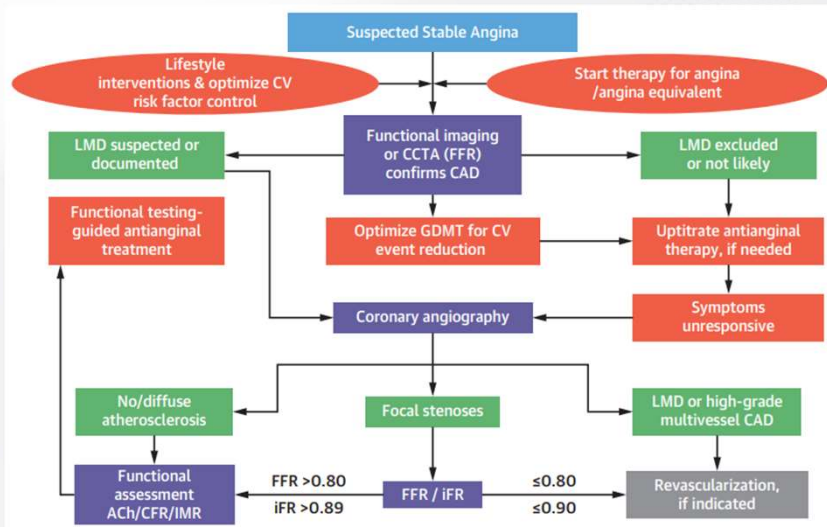 Suspected Stable Angina
Lifestyle
interventions & optimize CV
risk factor control
Start therapy for angina
/angina equivalent
LMD suspected or
documented
Functional imaging
or CCTA (FFR)
confirms CAD
LMD excluded
or not likely
Functional testing-
guided antianginal
treatment
Optimize GDMT for CV
event reduction
Uptitrate antianginal
therapy, if needed
Coronary angiography
Symptoms
unresponsive
No/diffuse
atherosclerosis
Focal stenoses
LMD or high-grade
multivessel CAD
Functional
assessment
ACh/CFR/IMR
FFR >0.80
iFR >0.89
FFR / iFR
≤0.80
≤0.90
Revascularization,
if indicated